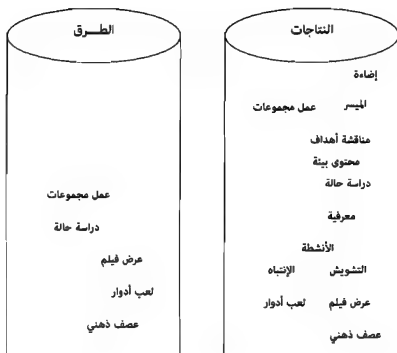 الطـــرق
عمل مجموعات
دراسة حالة
عرض فيلم
لعب أدوار
عصف ذهني
النتاجات
إضاءة
الميسر عمل مجموعات
مناقشة أهداف
محتوى بيئة
دراسة حالة
معرفية
الأنشطة
التشويش الإنتباه
عرض فيلم لعب أدوار
عصف ذهني